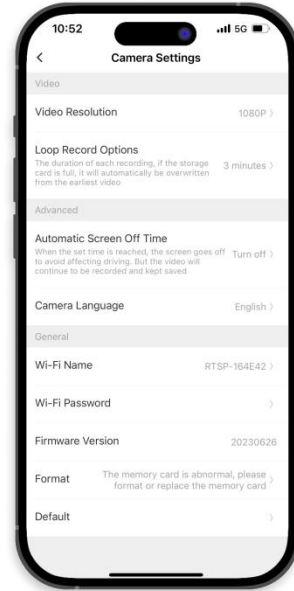 10:52 5G
Camera Settings
Video
Video Resolution 1080P
Loop Record Options
The duration of each recording, if the storage
card is full, it will automatically be overwritten
from the earliest video
3 minutes
Advanced
Automatic Screen Off Time
When the set time is reached, the screen goes off
to avoid affecting driving. But the video will
continue to be recorded and kept saved
Turn off
Camera Language English
General
Wi-Fi Name RTSP-164E42
Wi-Fi Password
Firmware Version 20230626
Format The memory card is abnormal, please
format or replace the memory card
Default